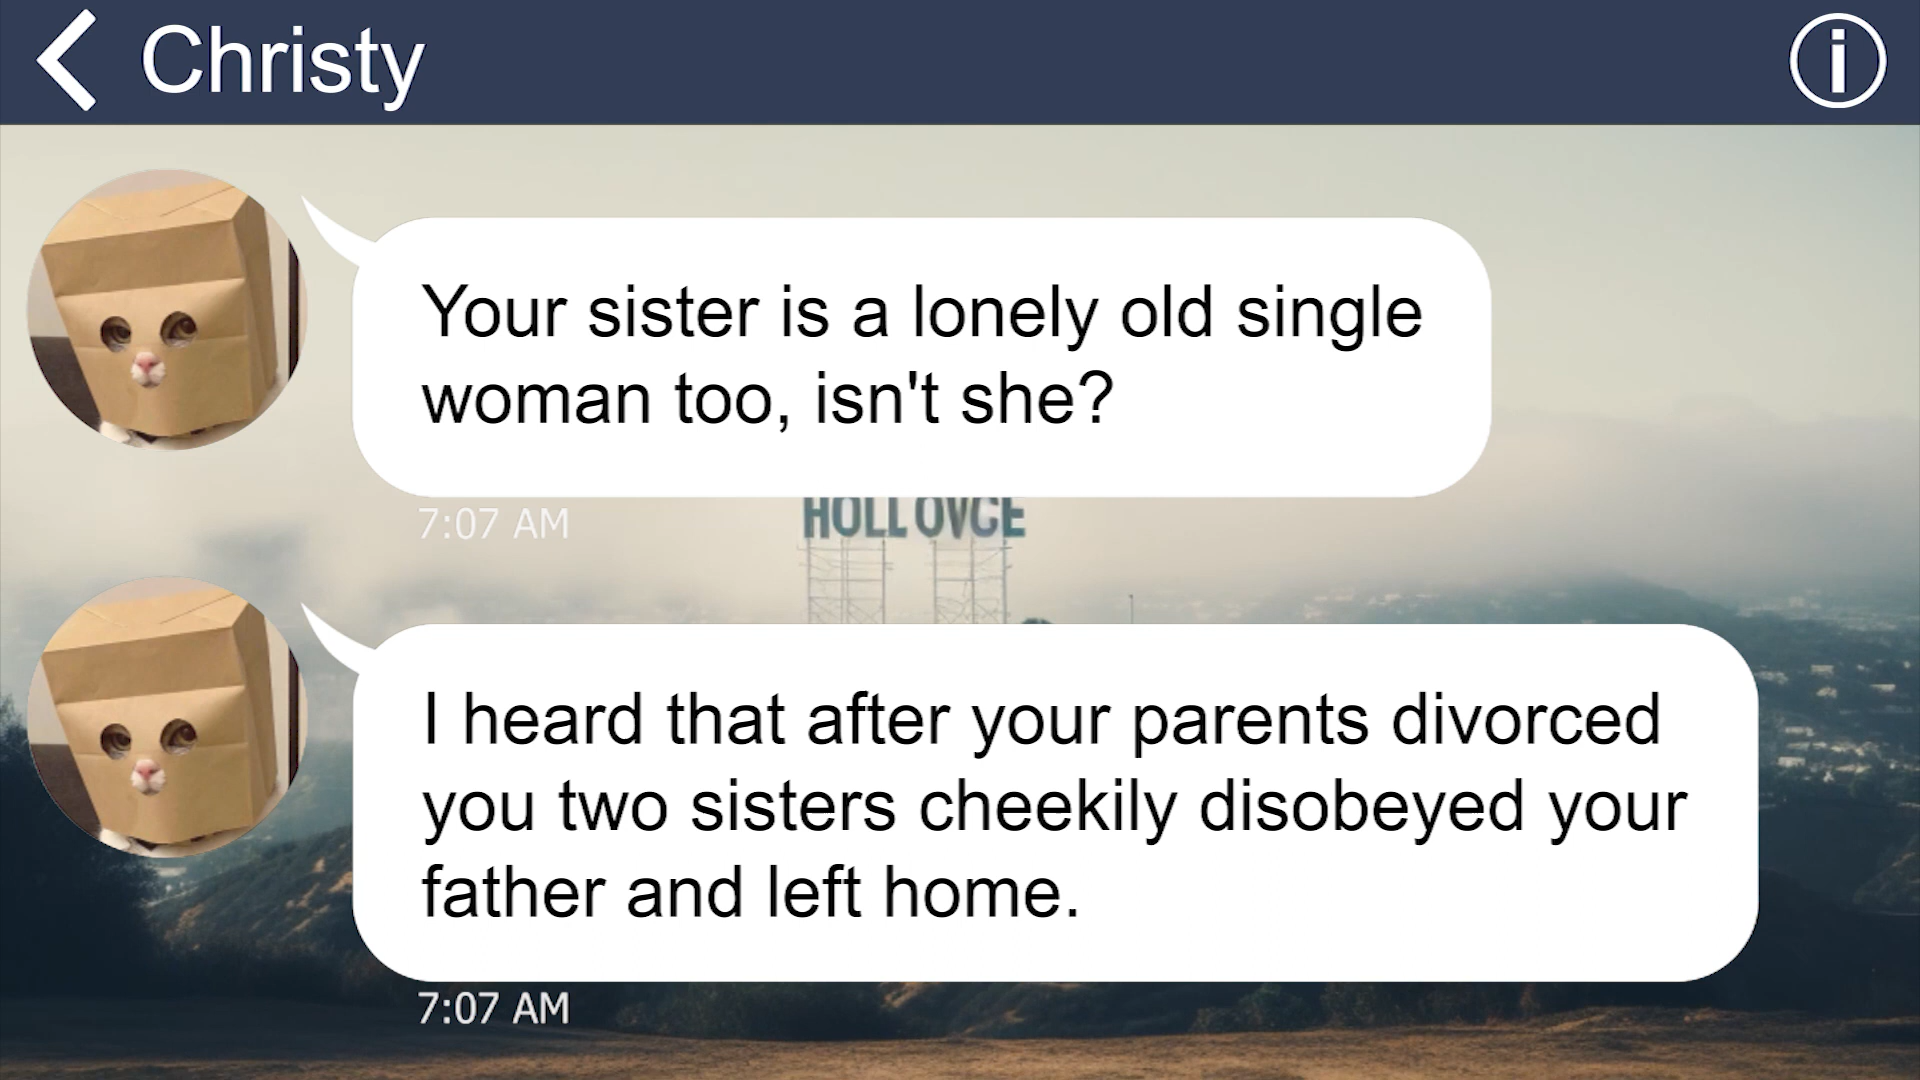 Christy
Your sister is a lonely old single
woman too, isn't she?
7:07 AM
HOLLOVCE
I heard that after your parents divorced
you two sisters cheekily disobeyed your
father and left home.
7:07 AM